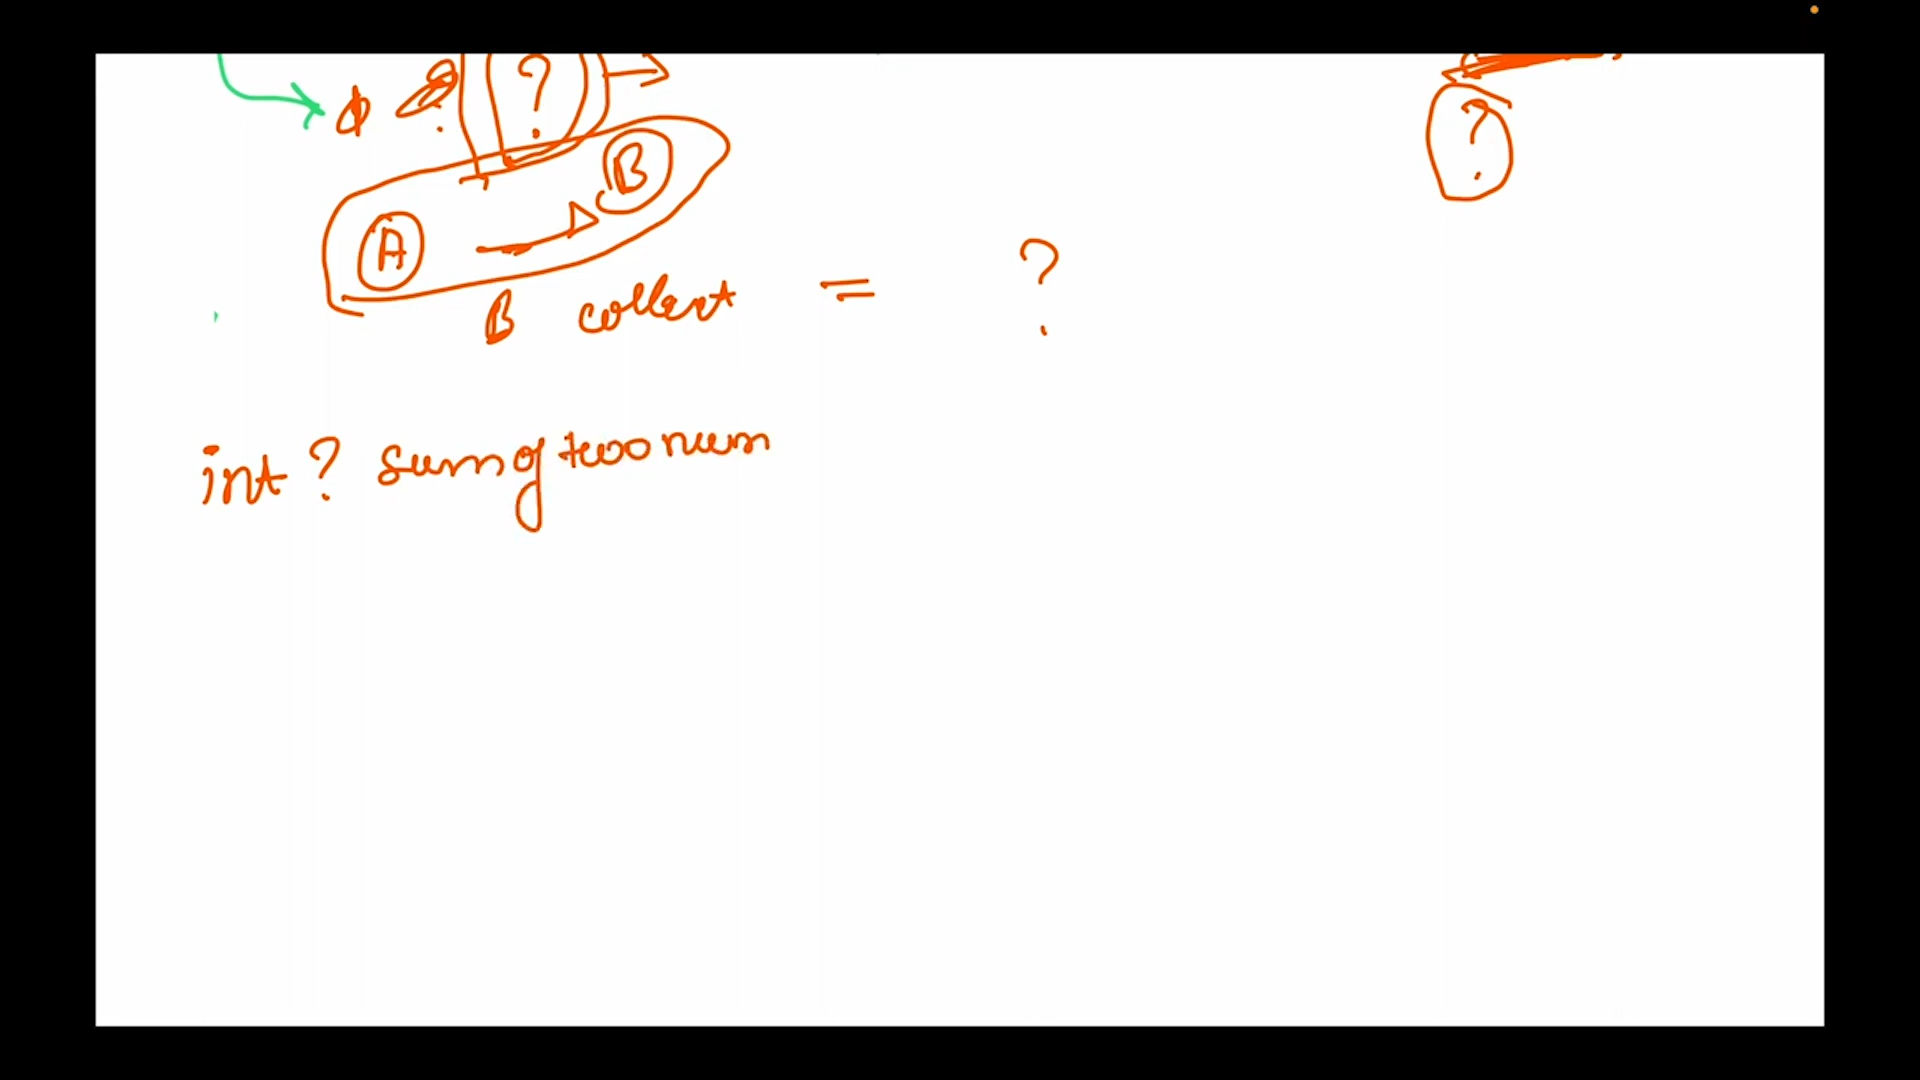 ? ?
?
B
A
B collect = ?
int ? sumoftwonum